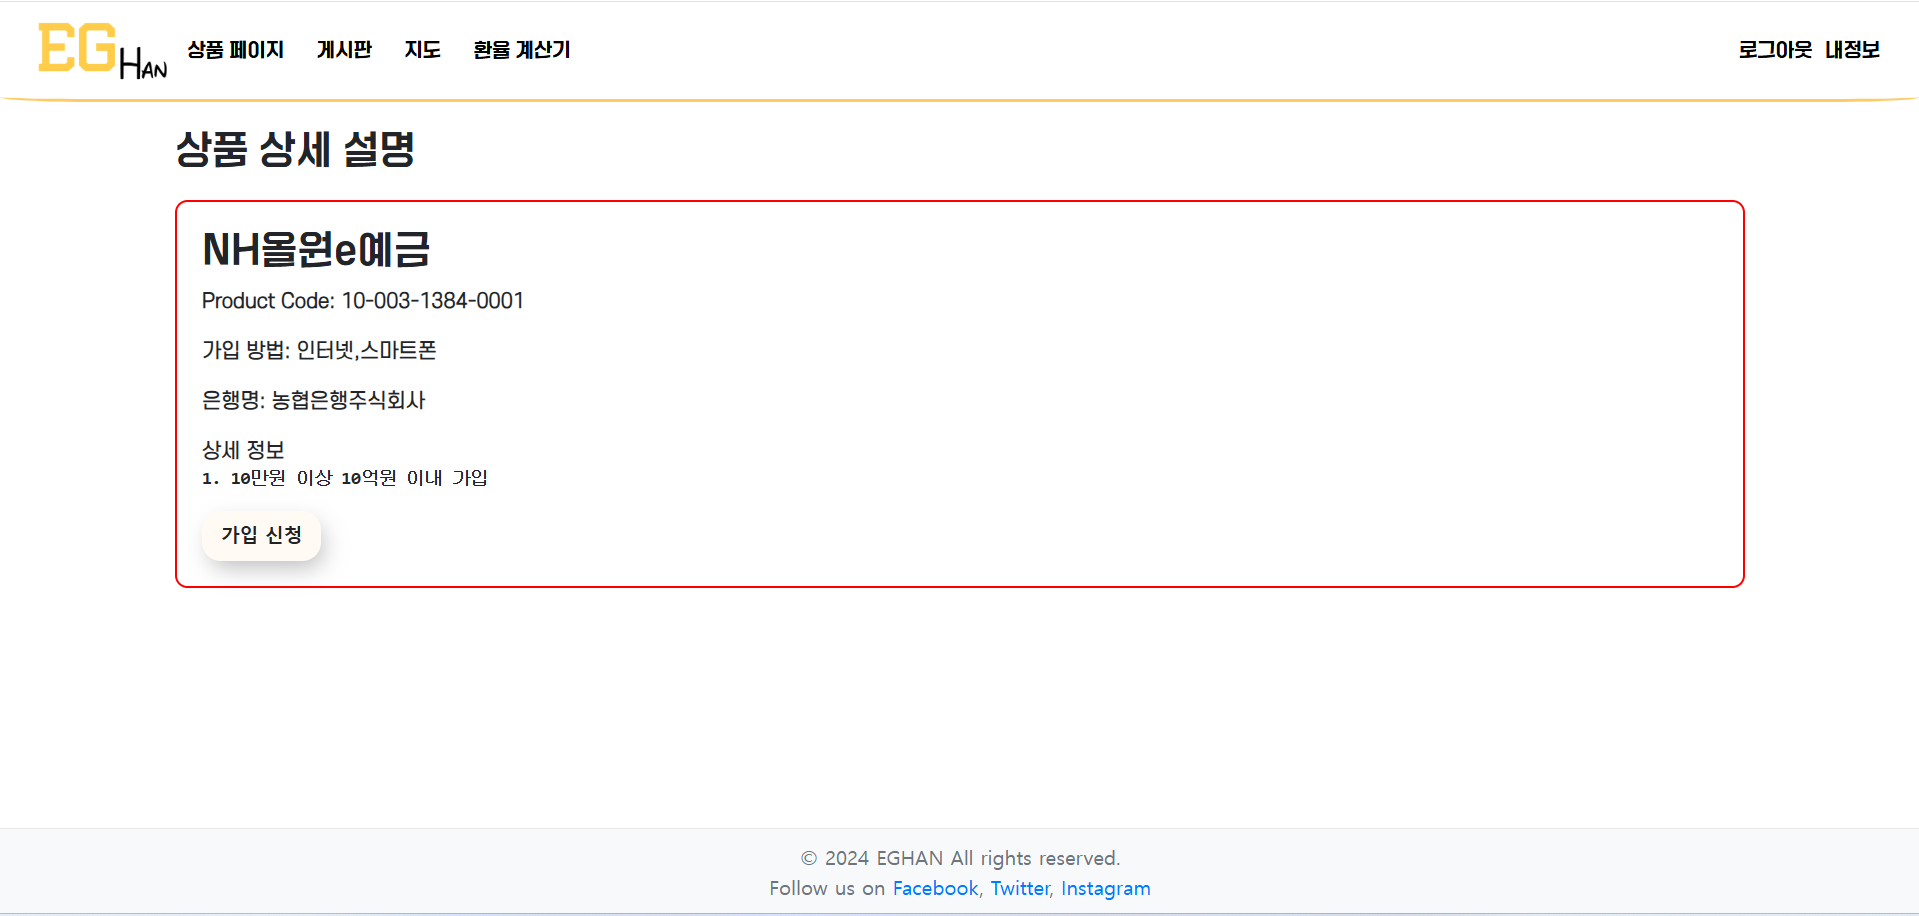 EG HAN 상품 페이지 게시판 지도 환율 계산기 로그아웃 내정보
상품 상세 설명
NH올원e예금
Product Code: 10-003-1384-0001
가입 방법: 인터넷,스마트폰
은행명: 농협은행주식회사
상세 정보
1. 10만원 이상 10억원 이내 가입
가입 신청
© 2024 EGHAN All rights reserved.
Follow us on Facebook, Twitter, Instagram